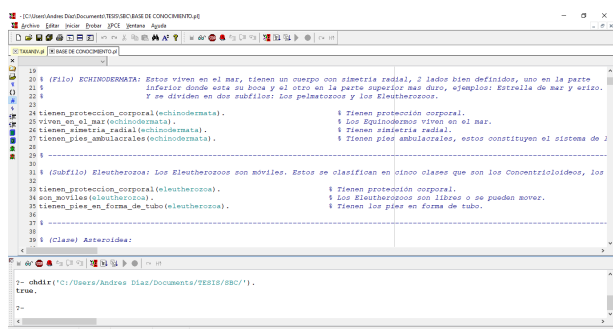 - [C:\Users\Andres Diaz\Documents\TESIS\SBC\BASE DE CONOCIMIENTO.pl]
Archivo Editar Iniciar Probar XPCE Ventana Ayuda
TAXANIV.pl BASE DE CONOCIMIENTO.pl
19
20 % (Filo) ECHINODERMATA: Estos viven en el mar, tienen un cuerpo con simetria radial, 2 lados bien definidos, uno en la parte
21 % inferior donde esta su boca y el otro en la parte superior mas duro, ejemplos: Estrella de mar y erizo.
22 % Y se dividen en dos subfilos: Los pelmatozoos y los Eleutherozoos.
23
24 tienen_proteccion_corporal(echinodermata). % Tienen protección corporal.
25 viven_en_el_mar(echinodermata). % Los Equinodermos viven en el mar.
26 tienen_simetria_radial(echinodermata). % Tienen simietria radial.
27 tienen_pies_ambulacrales(echinodermata). % Tienen pies ambulacrales, estos constituyen el sistema de l
28
29 % ---
30
31 % (Subfilo) Eleutherozoa: Los Eleutherozoos son móviles. Estos se clasifican en cinco clases que son los Concentricloideos, los
32
33 tienen_proteccion_corporal(eleutherozoa). % Tienen protección corporal.
34 son_moviles(eleutherozoa). % Los Eleutherozoos son libres o se pueden mover.
35 tienen_pies_en_forma_de_tubo(eleutherozoa). % Tienen los pies en forma de tubo.
36
37 % ---
38
39 % (Clase) Asteroidea:
?- chdir('C:/Users/Andres Diaz/Documents/TESIS/SBC/').
true.
?-